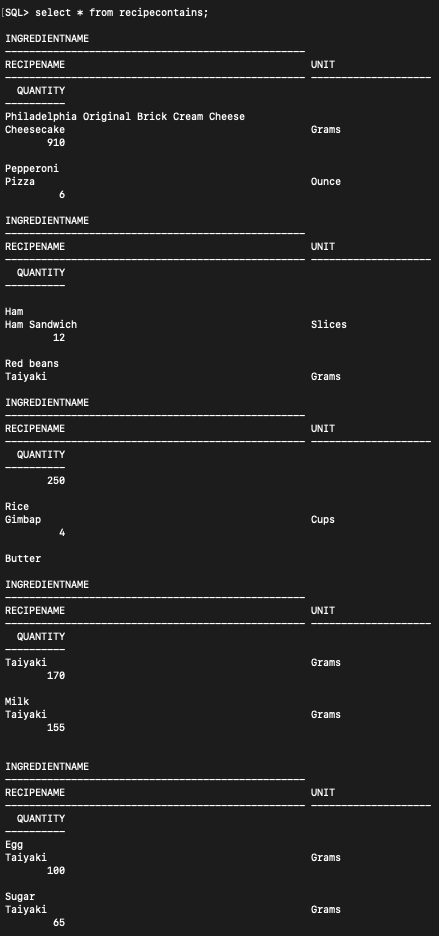 [SQL> select * from recipecontains;
INGREDIENTNAME
--------------------------------------------------
RECIPENAME UNIT
-------------------------------------------------- --------------------
QUANTITY
----------
Philadelphia Original Brick Cream Cheese
Cheesecake Grams
910
Pepperoni
Pizza Ounce
6
INGREDIENTNAME
--------------------------------------------------
RECIPENAME UNIT
-------------------------------------------------- --------------------
QUANTITY
----------
Ham
Ham Sandwich Slices
12
Red beans
Taiyaki Grams
INGREDIENTNAME
--------------------------------------------------
RECIPENAME UNIT
-------------------------------------------------- --------------------
QUANTITY
----------
250
Rice
Gimbap Cups
4
Butter
INGREDIENTNAME
--------------------------------------------------
RECIPENAME UNIT
-------------------------------------------------- --------------------
QUANTITY
----------
Taiyaki Grams
170
Milk
Taiyaki Grams
155
INGREDIENTNAME
--------------------------------------------------
RECIPENAME UNIT
-------------------------------------------------- --------------------
QUANTITY
----------
Egg
Taiyaki Grams
100
Sugar
Taiyaki Grams
65